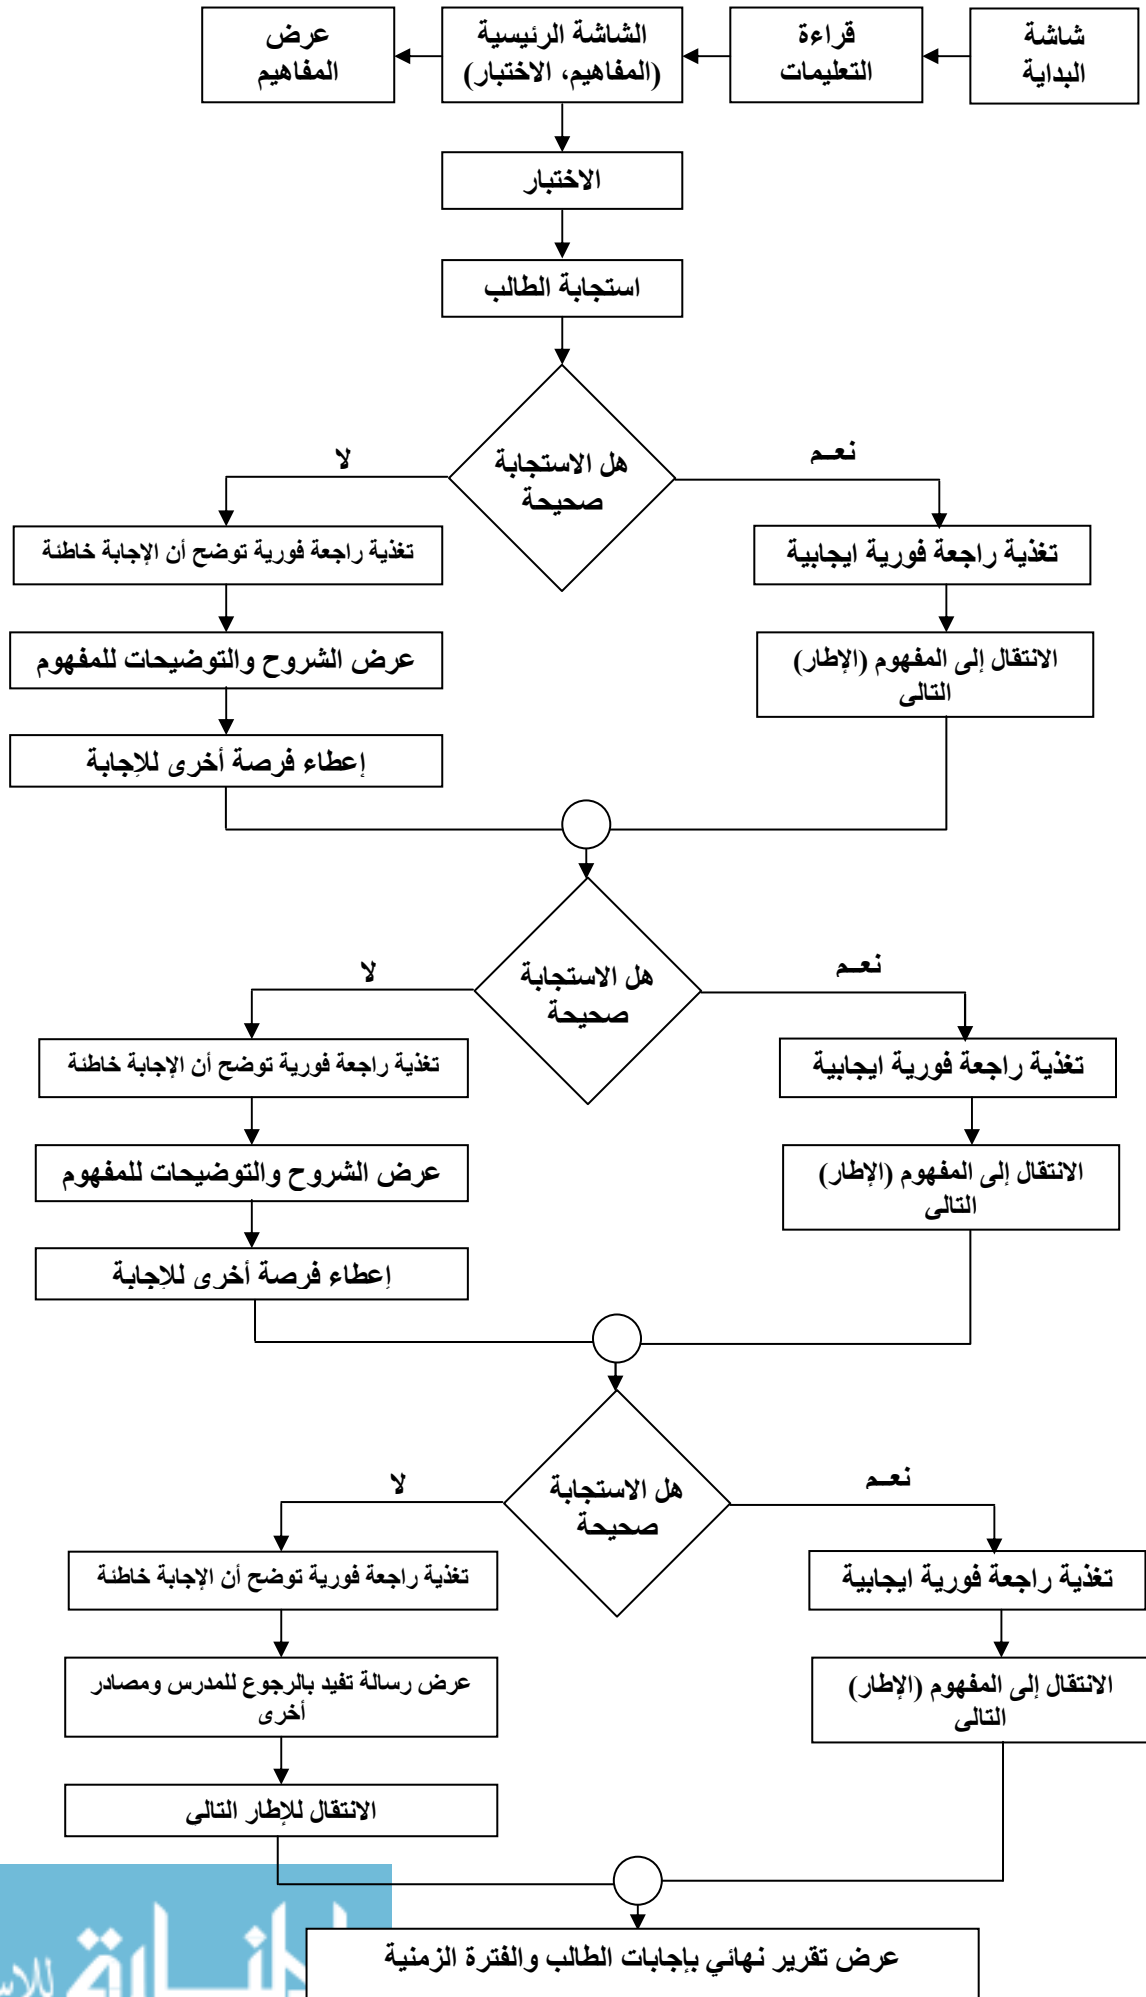 شاشة
البداية
قراءة
التعليمات
الشاشة الرئيسية
(المفاهيم، الاختبار)
عرض
المفاهيم
الاختبار
استجابة الطالب
هل الاستجابة
صحيحة
نعـم
لا
تغذية راجعة فورية ايجابية
تغذية راجعة فورية توضح أن الإجابة خاطئة
الانتقال إلى المفهوم (الإطار)
التالى
عرض الشروح والتوضيحات للمفهوم
إعطاء فرصة أخرى للإجابة
هل الاستجابة
صحيحة
نعـم
لا
تغذية راجعة فورية ايجابية
تغذية راجعة فورية توضح أن الإجابة خاطئة
الانتقال إلى المفهوم (الإطار)
التالى
عرض الشروح والتوضيحات للمفهوم
إعطاء فرصة أخرى للإجابة
هل الاستجابة
صحيحة
نعـم
لا
تغذية راجعة فورية ايجابية
تغذية راجعة فورية توضح أن الإجابة خاطئة
الانتقال إلى المفهوم (الإطار)
التالى
عرض رسالة تفيد بالرجوع للمدرس ومصادر
أخرى
الانتقال للإطار التالى
عرض تقرير نهائي بإجابات الطالب والفترة الزمنية